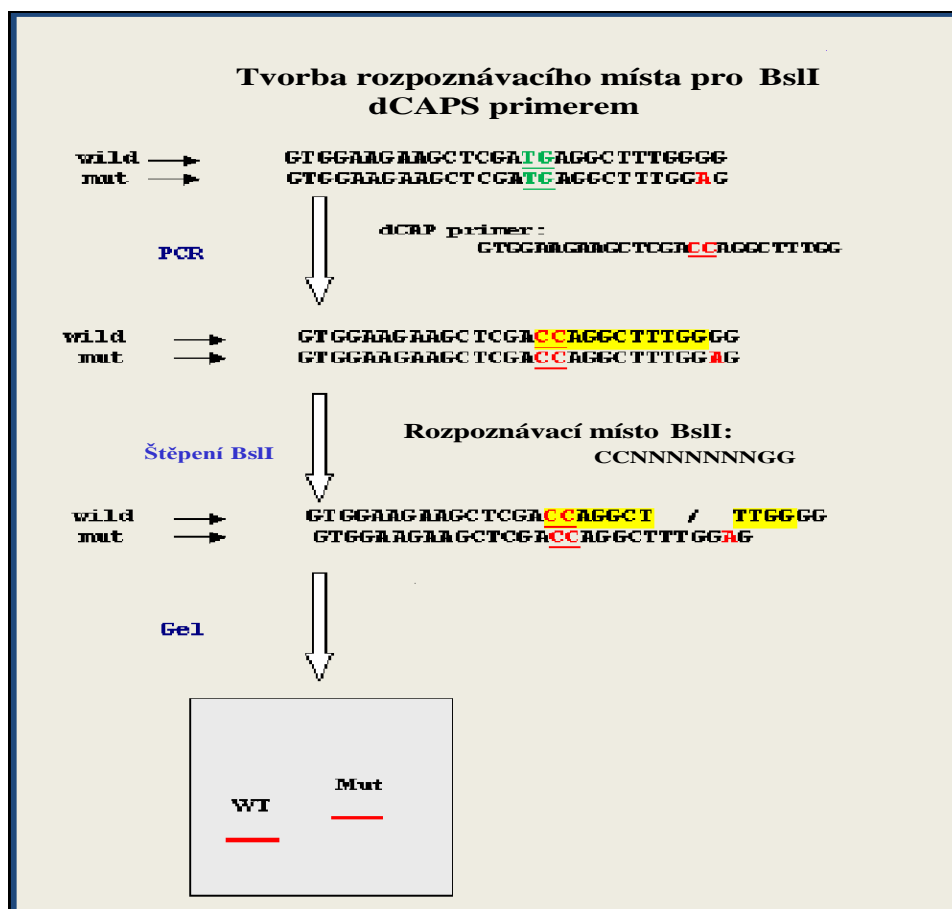 Tvorba rozpoznávacího místa pro BslI
dCAPS primerem
wild GTGGAAGAAGCTCGATGAGGCTTTGGGG
mut GTGGAAGAAGCTCGATGAGGCTTTGGAG
dCAP primer:
GTGGAAGAAGCTCGACCAGGCTTTGG
PCR
wild GTGGAAGAAGCTCGACCAGGCTTTGGGG
mut GTGGAAGAAGCTCGACCAGGCTTTGGAG
Rozpoznávací místo BslI:
Štěpení BslI
CCNNNNNNNGG
wild GTGGAAGAAGCTCGACCAGGCT / TTGGGG
mut GTGGAAGAAGCTCGACCAGGCTTTGGAG
Gel
Mut
WT